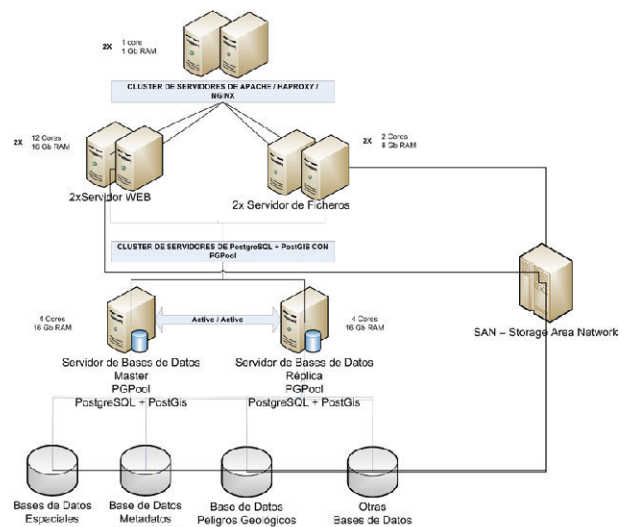 2X
1 core
1 Gb RAM
CLUSTER DE SERVIDORES DE APACHE / HAPROXY /
NGINX
2X
12 Cores
16 Gb RAM
2X
2 Cores
8 Gb RAM
2xServidor WEB
2x Servidor de Ficheros
CLUSTER DE SERVIDORES DE PostgroSQL + PostGIS CON
PGPool
4 Cores
16 Gb RAM
Active / Active
4 Cores
16 Gb RAM
SAN – Storage Area Network
Servidor de Bases de Datos
Master
PGPool
PostgreSQL + PostGis
Servidor de Bases de Datos
Réplica
PGPool
PostgreSQL + PostGis
Bases de Datos
Especiales
Base de Datos
Metadatos
Base de Datos
Peligros Geológicos
Otras
Bases de Datos